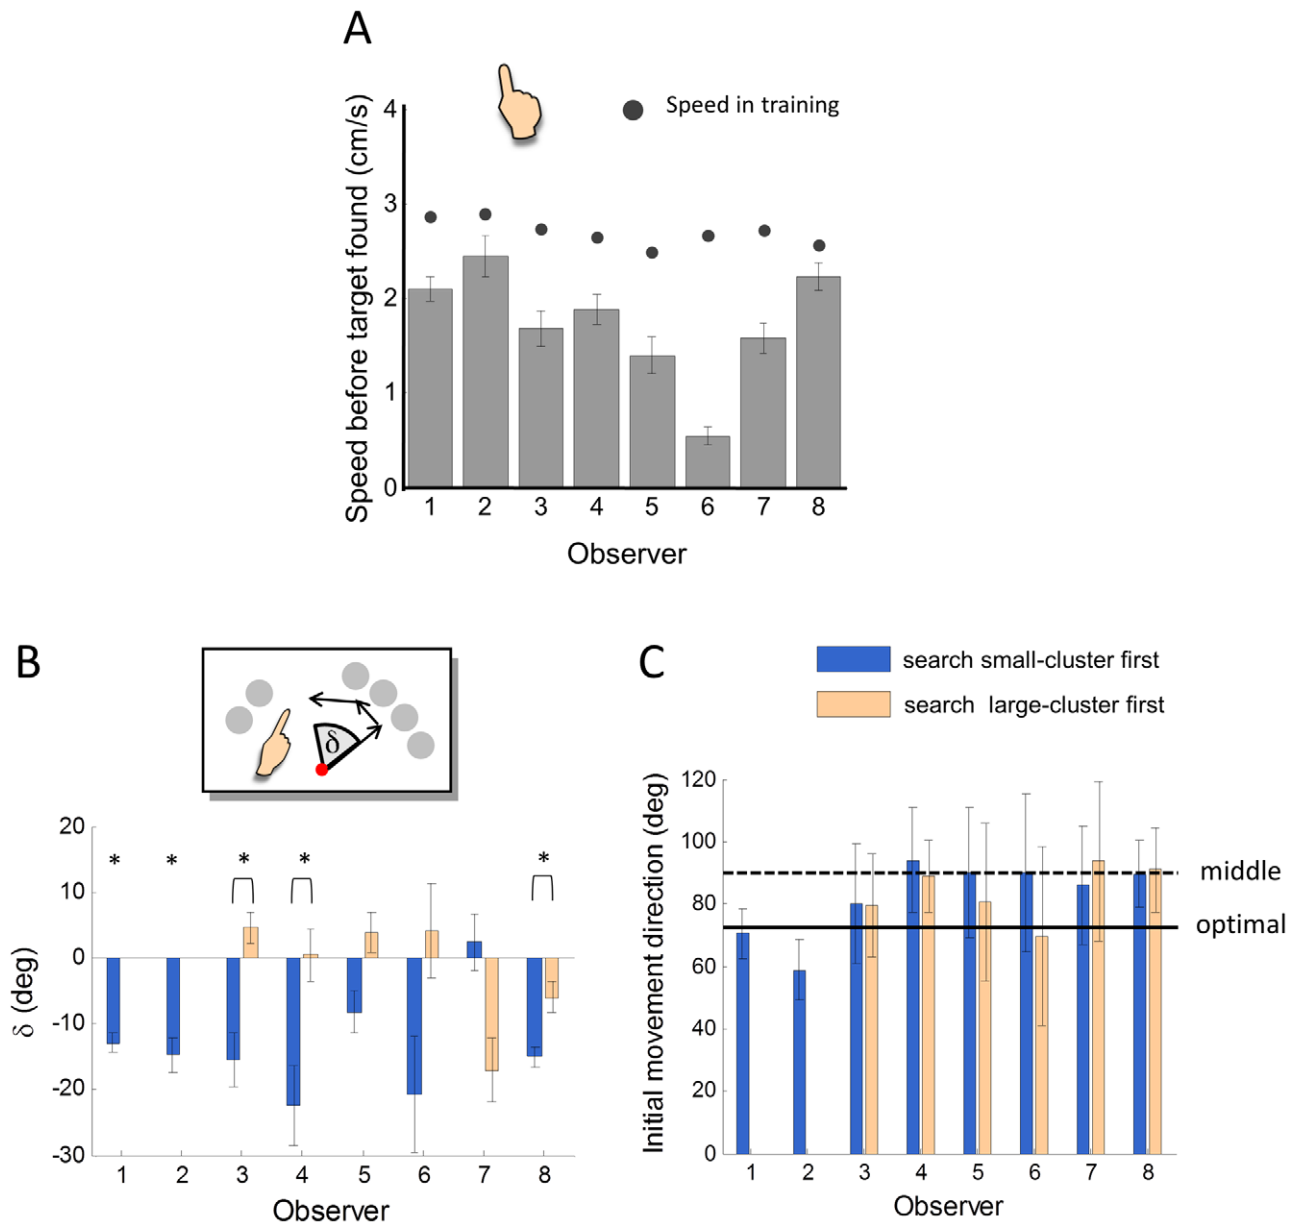 A
Speed in training
Speed before target found (cm/s)
4
3
2
1
0
1 2 3 4 5 6 7 8
Observer
B
δ
δ (deg)
20
10
0
-10
-20
-30
* * * * *
1 2 3 4 5 6 7 8
Observer
C
search small-cluster first
search large-cluster first
Initial movement direction (deg)
120
100
80
60
40
20
0
middle
optimal
1 2 3 4 5 6 7 8
Observer